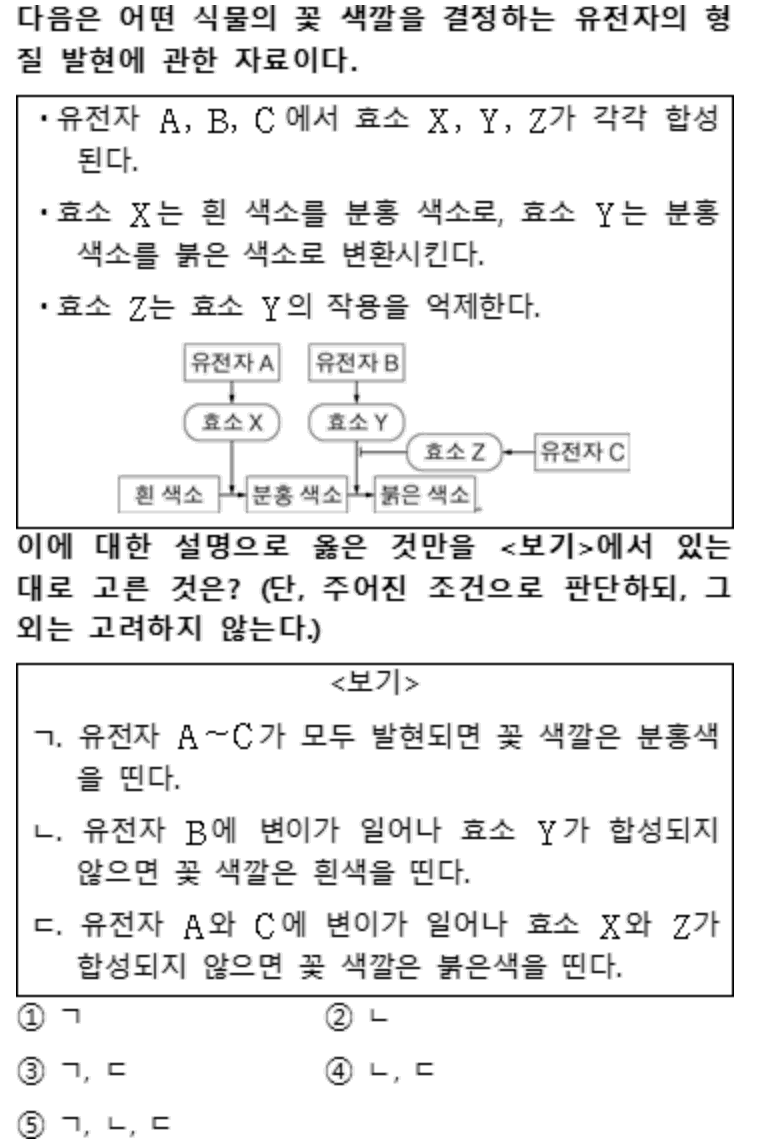 다음은 어떤 식물의 꽃 색깔을 결정하는 유전자의 형
질 발현에 관한 자료이다.
・유전자 A, B, C에서 효소 X, Y, Z가 각각 합성
된다.
・효소 X는 흰 색소를 분홍 색소로, 효소 Y는 분홍
색소를 붉은 색소로 변환시킨다.
・효소 Z는 효소 Y의 작용을 억제한다.
유전자 A 유전자 B
효소 X 효소 Y
효소 Z 유전자 C
흰 색소 분홍 색소 붉은 색소
이에 대한 설명으로 옳은 것만을 <보기>에서 있는
대로 고른 것은? (단, 주어진 조건으로 판단하되, 그
외는 고려하지 않는다.)
<보기>
ㄱ. 유전자 A~C가 모두 발현되면 꽃 색깔은 분홍색
을 띤다.
ㄴ. 유전자 B에 변이가 일어나 효소 Y가 합성되지
않으면 꽃 색깔은 흰색을 띤다.
ㄷ. 유전자 A와 C에 변이가 일어나 효소 X와 Z가
합성되지 않으면 꽃 색깔은 붉은색을 띤다.
① ㄱ ② ㄴ
③ ㄱ, ㄷ ④ ㄴ, ㄷ
⑤ ㄱ, ㄴ, ㄷ